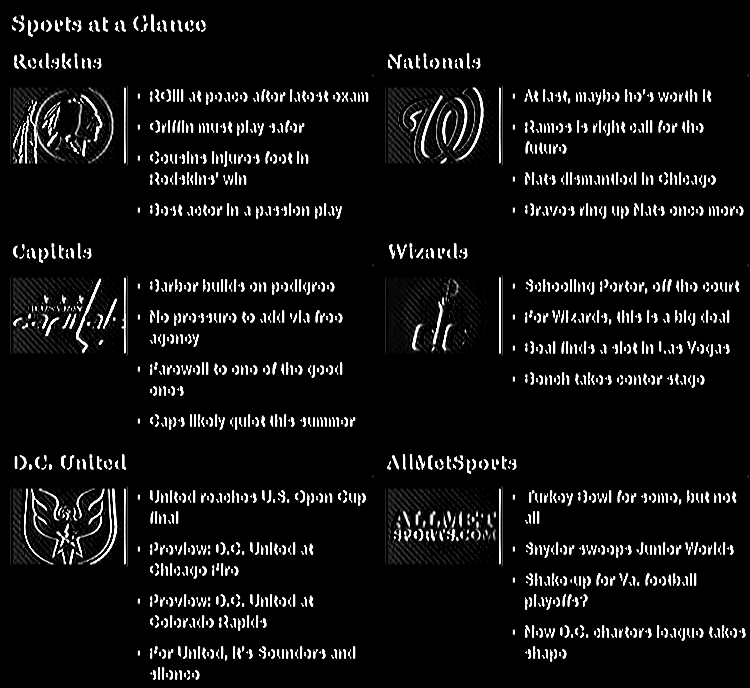 Sports at a Glance
Redskins
RGIII at peace after latest exam
Griffin must play safer
Cousins injures foot in
Redskins' win
Best actor in a passion play
Nationals
W
At last, maybe he's worth it
Ramos is right call for the
future
Nats dismantled in Chicago
Braves ring up Nats once more
Capitals
WASHINGTON
capitals
Barber builds on pedigree
No pressure to add via free
agency
Farewell to one of the good
ones
Caps likely quiet this summer
Wizards
dc
Schooling Porter, off the court
For Wizards, this is a big deal
Beal finds a slot in Las Vegas
Bench takes center stage
D.C. United
United reaches U.S. Open Cup
final
Preview: D.C. United at
Chicago Fire
Preview: D.C. United at
Colorado Rapids
For United, it's Sounders and
silence
AllMetSports
ALLMET
SPORTS.COM
Turkey Bowl for some, but not
all
Snyder swoops Junior Worlds
Shake-up for Va. football
playoffs?
New D.C. charters league takes
shape